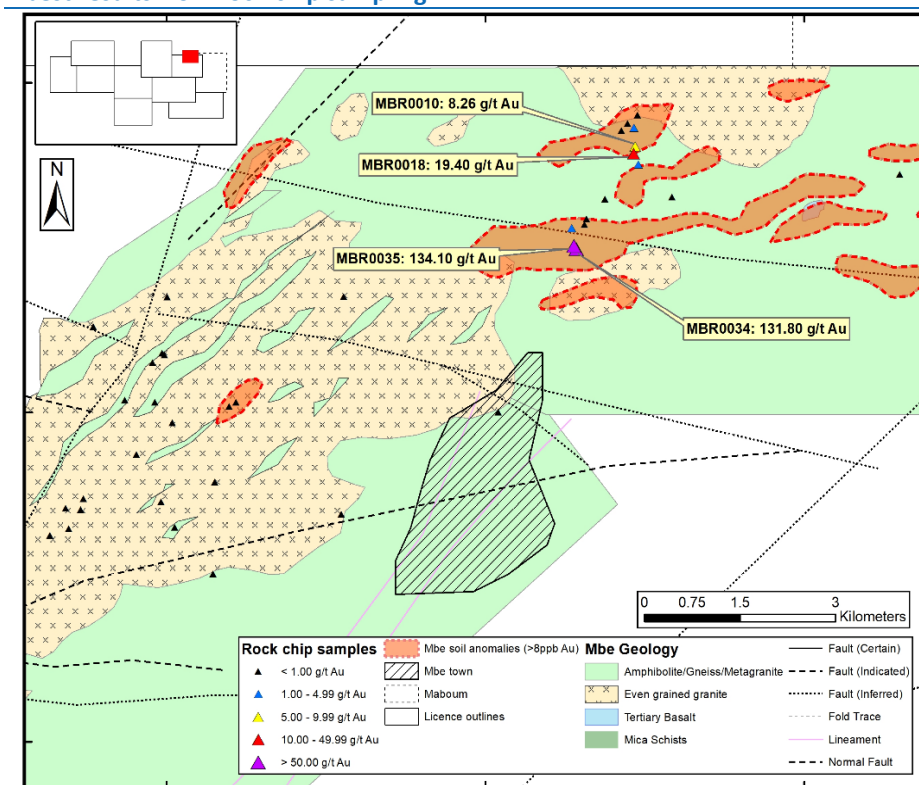 MBR0010: 8.26 g/t Au
MBR0018: 19.40 g/t Au
N
MBR0035: 134.10 g/t Au
MBR0034: 131.80 g/t Au
0 0.75 1.5 3
Kilometers
Rock chip samples
< 1.00 g/t Au
1.00 - 4.99 g/t Au
5.00 - 9.99 g/t Au
10.00 - 49.99 g/t Au
> 50.00 g/t Au
Mbe soil anomalies (>8ppb Au)
Mbe town
Maboum
Licence outlines
Mbe Geology
Amphibolite/Gneiss/Metagranite
Even grained granite
Tertiary Basalt
Mica Schists
Fault (Certain)
Fault (Indicated)
Fault (Inferred)
Fold Trace
Lineament
Normal Fault